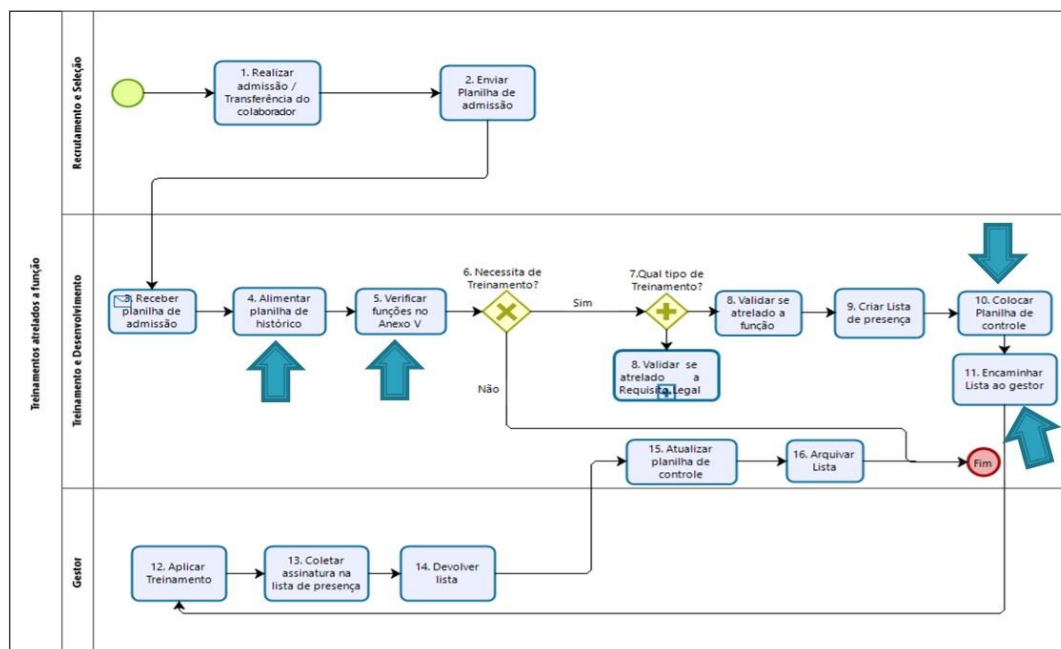 Treinamentos atrelados a função
Recrutamento e Seleção
1. Realizar
admissão /
Transferência do
colaborador
2. Enviar
Planilha de
admissão
Treinamento e Desenvolvimento
3. Receber
planilha de
admissão
4. Alimentar
planilha de
histórico
5. Verificar
funções no
Anexo V
6. Necessita de
Treinamento?
Sim
Não
7.Qual tipo de
Treinamento?
8. Validar se
atrelado a
função
8. Validar se
atrelado a
Requisito Legal
9. Criar Lista
de presença
10. Colocar
Planilha de
controle
11. Encaminhar
Lista ao gestor
15. Atualizar
planilha de
controle
16. Arquivar
Lista
Fim
Gestor
12. Aplicar
Treinamento
13. Coletar
assinatura na
lista de presença
14. Devolver
lista